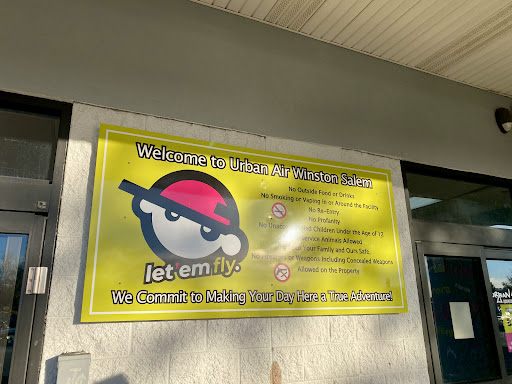 Welcome to Urban Air Winston Salem
No Outside Food or Drinks
No Smoking or Vaping in or Around the Facility
No Re-Entry
No Profanity
No Children Under the Age of 12
Service Animals Allowed
Your Family and Ours Safe.
or Weapons Including Concealed Weapons
Allowed on the Property
let'em fly.
We Commit to Making Your Day Here a True Adventure!